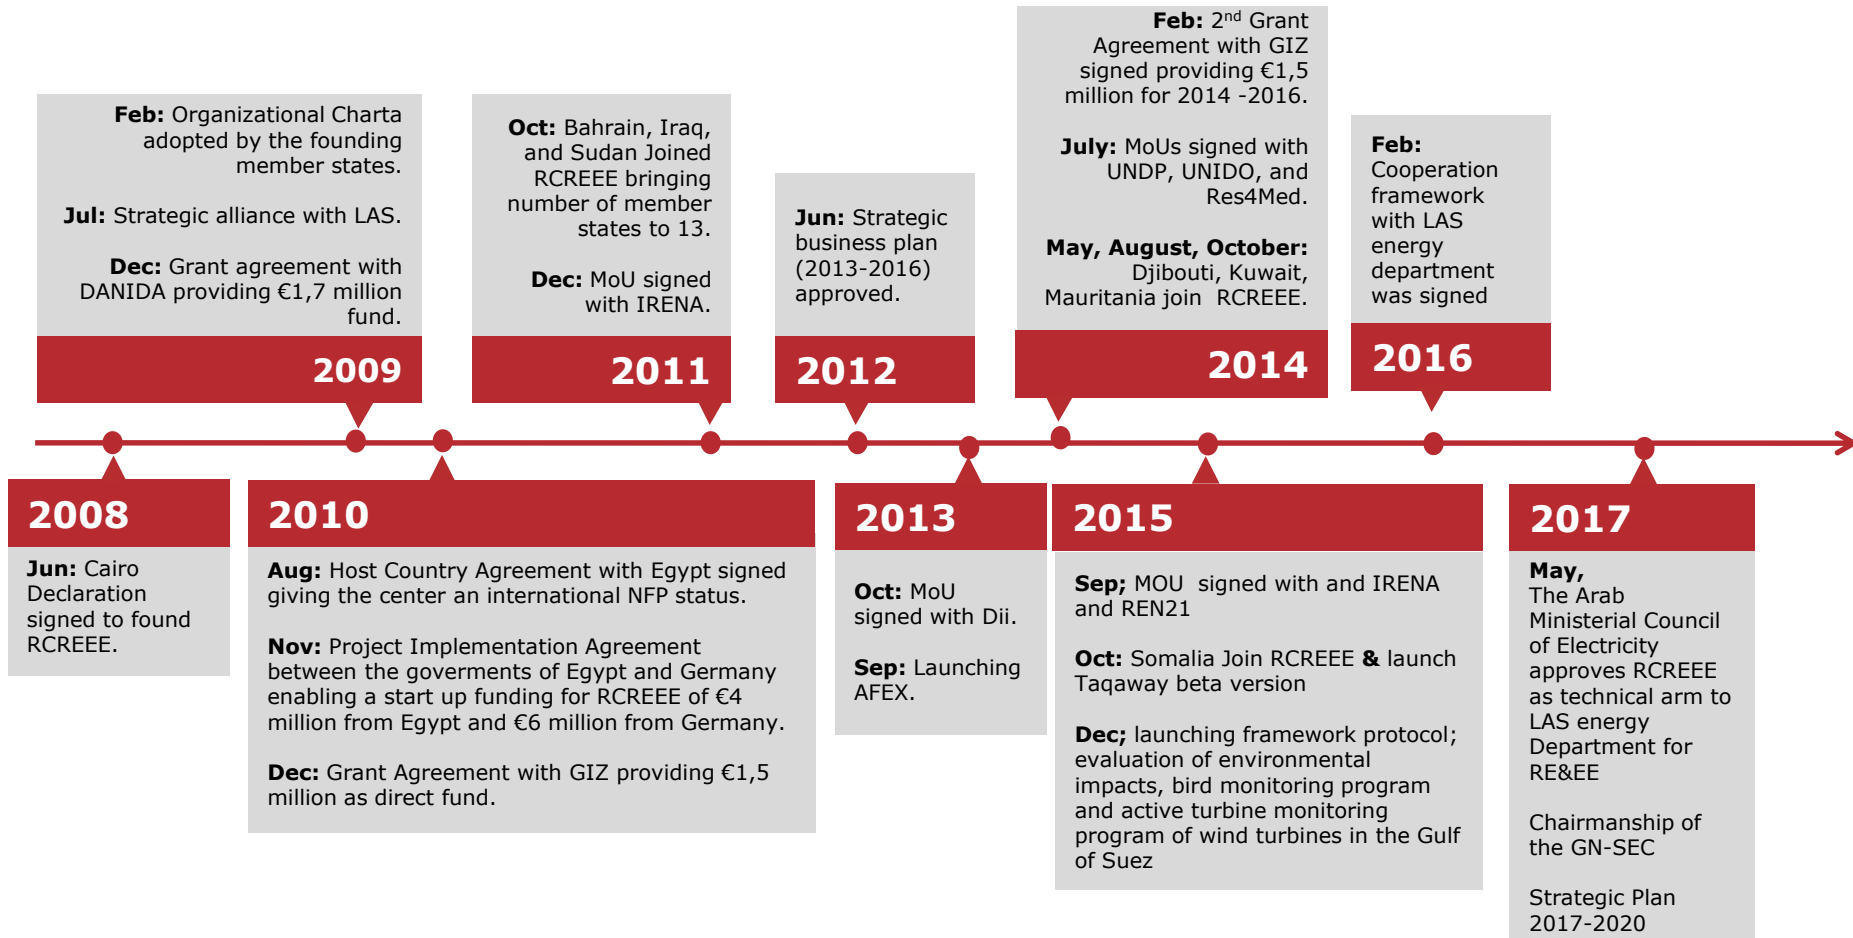 Feb: Organizational Charta
adopted by the founding
member states.
Jul: Strategic alliance with LAS.
Dec: Grant agreement with
DANIDA providing €1,7 million
fund.
2009
Oct: Bahrain, Iraq,
and Sudan Joined
RCREEE bringing
number of member
states to 13.
Dec: MoU signed
with IRENA.
2011
Jun: Strategic
business plan
(2013-2016)
approved.
2012
Feb: 2nd Grant
Agreement with GIZ
signed providing €1,5
million for 2014 -2016.
July: MoUs signed with
UNDP, UNIDO, and
Res4Med.
May, August, October:
Djibouti, Kuwait,
Mauritania join RCREEE.
2014
Feb:
Cooperation
framework
with LAS
energy
department
was signed
2016
2008
Jun: Cairo
Declaration
signed to found
RCREEE.
2010
Aug: Host Country Agreement with Egypt signed
giving the center an international NFP status.
Nov: Project Implementation Agreement
between the goverments of Egypt and Germany
enabling a start up funding for RCREEE of €4
million from Egypt and €6 million from Germany.
Dec: Grant Agreement with GIZ providing €1,5
million as direct fund.
2013
Oct: MoU
signed with Dii.
Sep: Launching
AFEX.
2015
Sep; MOU signed with and IRENA
and REN21
Oct: Somalia Join RCREEE & launch
Taqaway beta version
Dec; launching framework protocol;
evaluation of environmental
impacts, bird monitoring program
and active turbine monitoring
program of wind turbines in the Gulf
of Suez
2017
May,
The Arab
Ministerial Council
of Electricity
approves RCREEE
as technical arm to
LAS energy
Department for
RE&EE
Chairmanship of
the GN-SEC
Strategic Plan
2017-2020